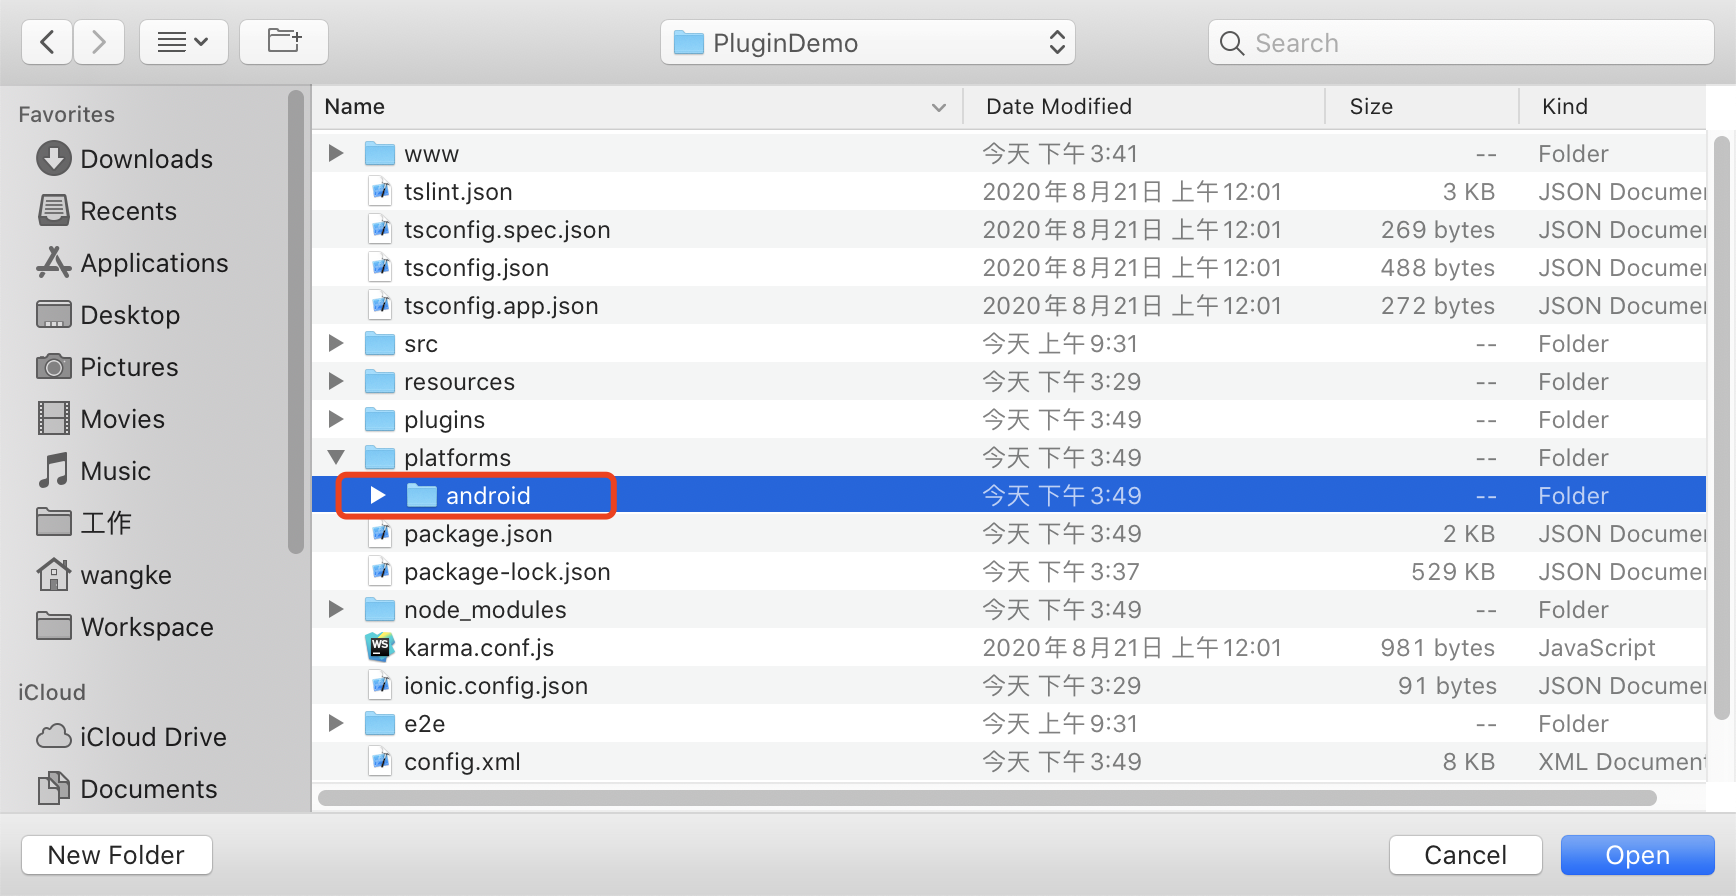 PluginDemo
Search
Favorites
Downloads
Recents
Applications
Desktop
Pictures
Movies
Music
工作
wangke
Workspace
iCloud
iCloud Drive
Documents
Name Date Modified Size Kind
www 今天 下午3:41 -- Folder
tslint.json 2020年8月21日 上午12:01 3 KB JSON Documen
tsconfig.spec.json 2020年8月21日 上午12:01 269 bytes JSON Documen
tsconfig.json 2020年8月21日 上午12:01 488 bytes JSON Documen
tsconfig.app.json 2020年8月21日 上午12:01 272 bytes JSON Documen
src 今天 上午9:31 -- Folder
resources 今天 下午3:29 -- Folder
plugins 今天 下午3:49 -- Folder
platforms 今天 下午3:49 -- Folder
android 今天 下午3:49 -- Folder
package.json 今天 下午3:49 2 KB JSON Documen
package-lock.json 今天 下午3:37 529 KB JSON Documen
node_modules 今天 下午3:49 -- Folder
WS karma.conf.js 2020年8月21日 上午12:01 981 bytes JavaScript
ionic.config.json 今天 下午3:29 91 bytes JSON Documen
e2e 今天 上午9:31 -- Folder
config.xml 今天 下午3:49 8 KB XML Document
New Folder
Cancel
Open